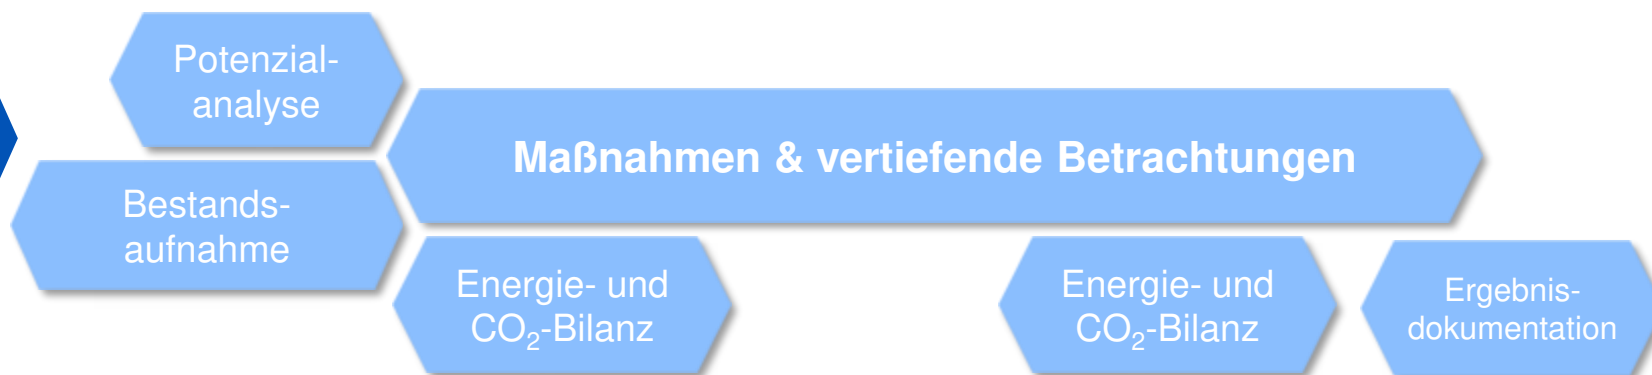 Potenzial-
analyse
Maßnahmen & vertiefende Betrachtungen
Bestands-
aufnahme
Energie- und
CO₂-Bilanz
Energie- und
CO₂-Bilanz
Ergebnis-
dokumentation